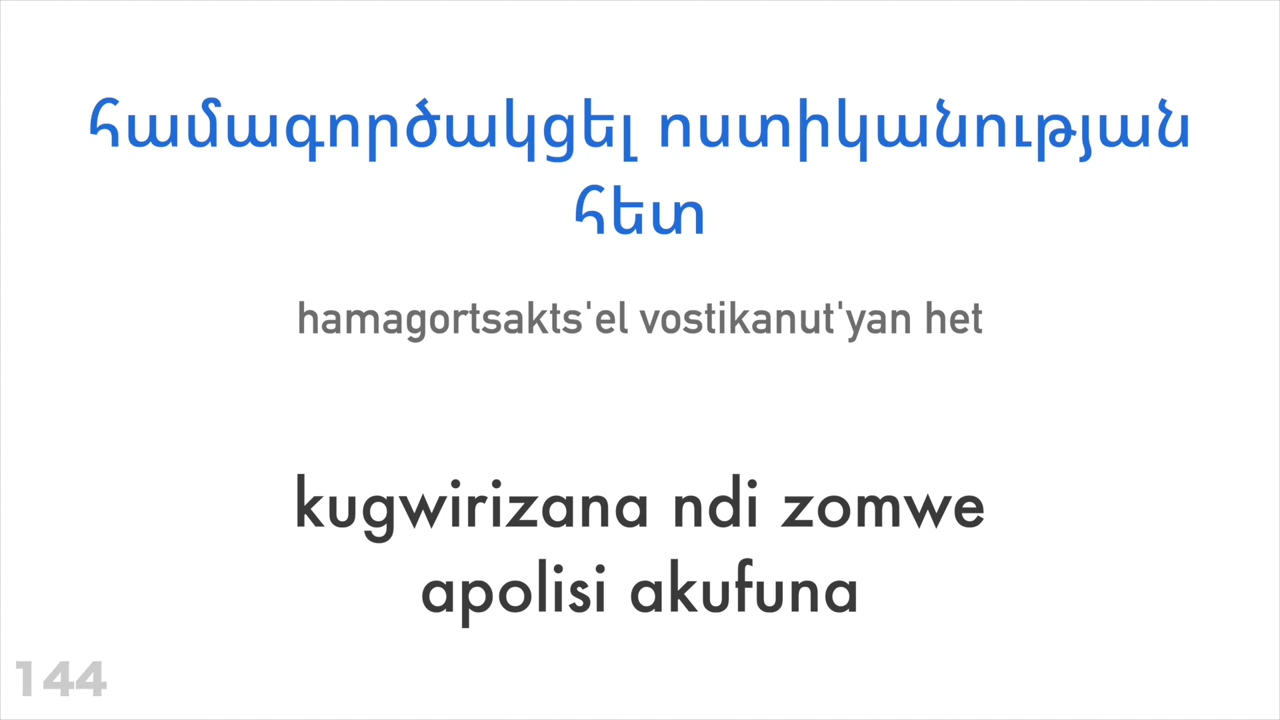 համագործակցել ոստիկանության
հետ
hamagortsakts'el vostikanut'yan het
kugwirizana ndi zomwe
apolisi akufuna
144